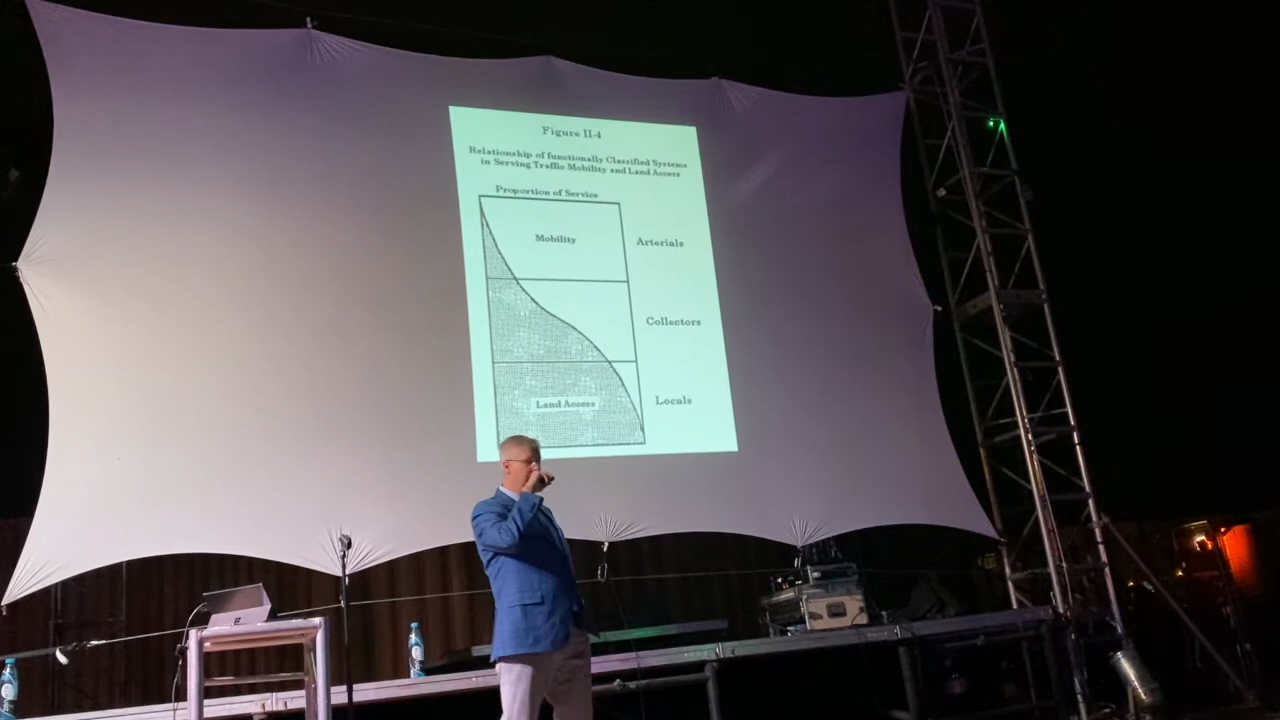 Figure II-4
Relationship of functionally Classified Systems
in Serving Traffic Mobility and Land Access
Proportion of Service
Mobility
Arterials
Collectors
Land Access
Locals